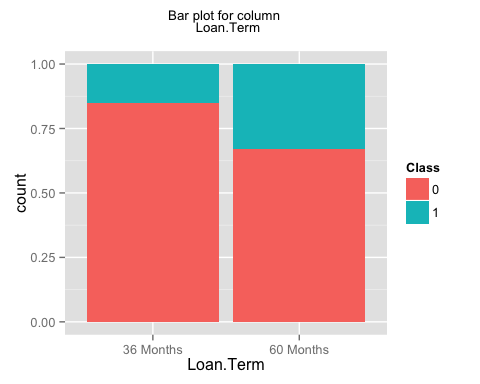 Bar plot for column
Loan.Term
1.00
0.75
0.50
0.25
0.00
count
36 Months
60 Months
Loan.Term
Class
0
1